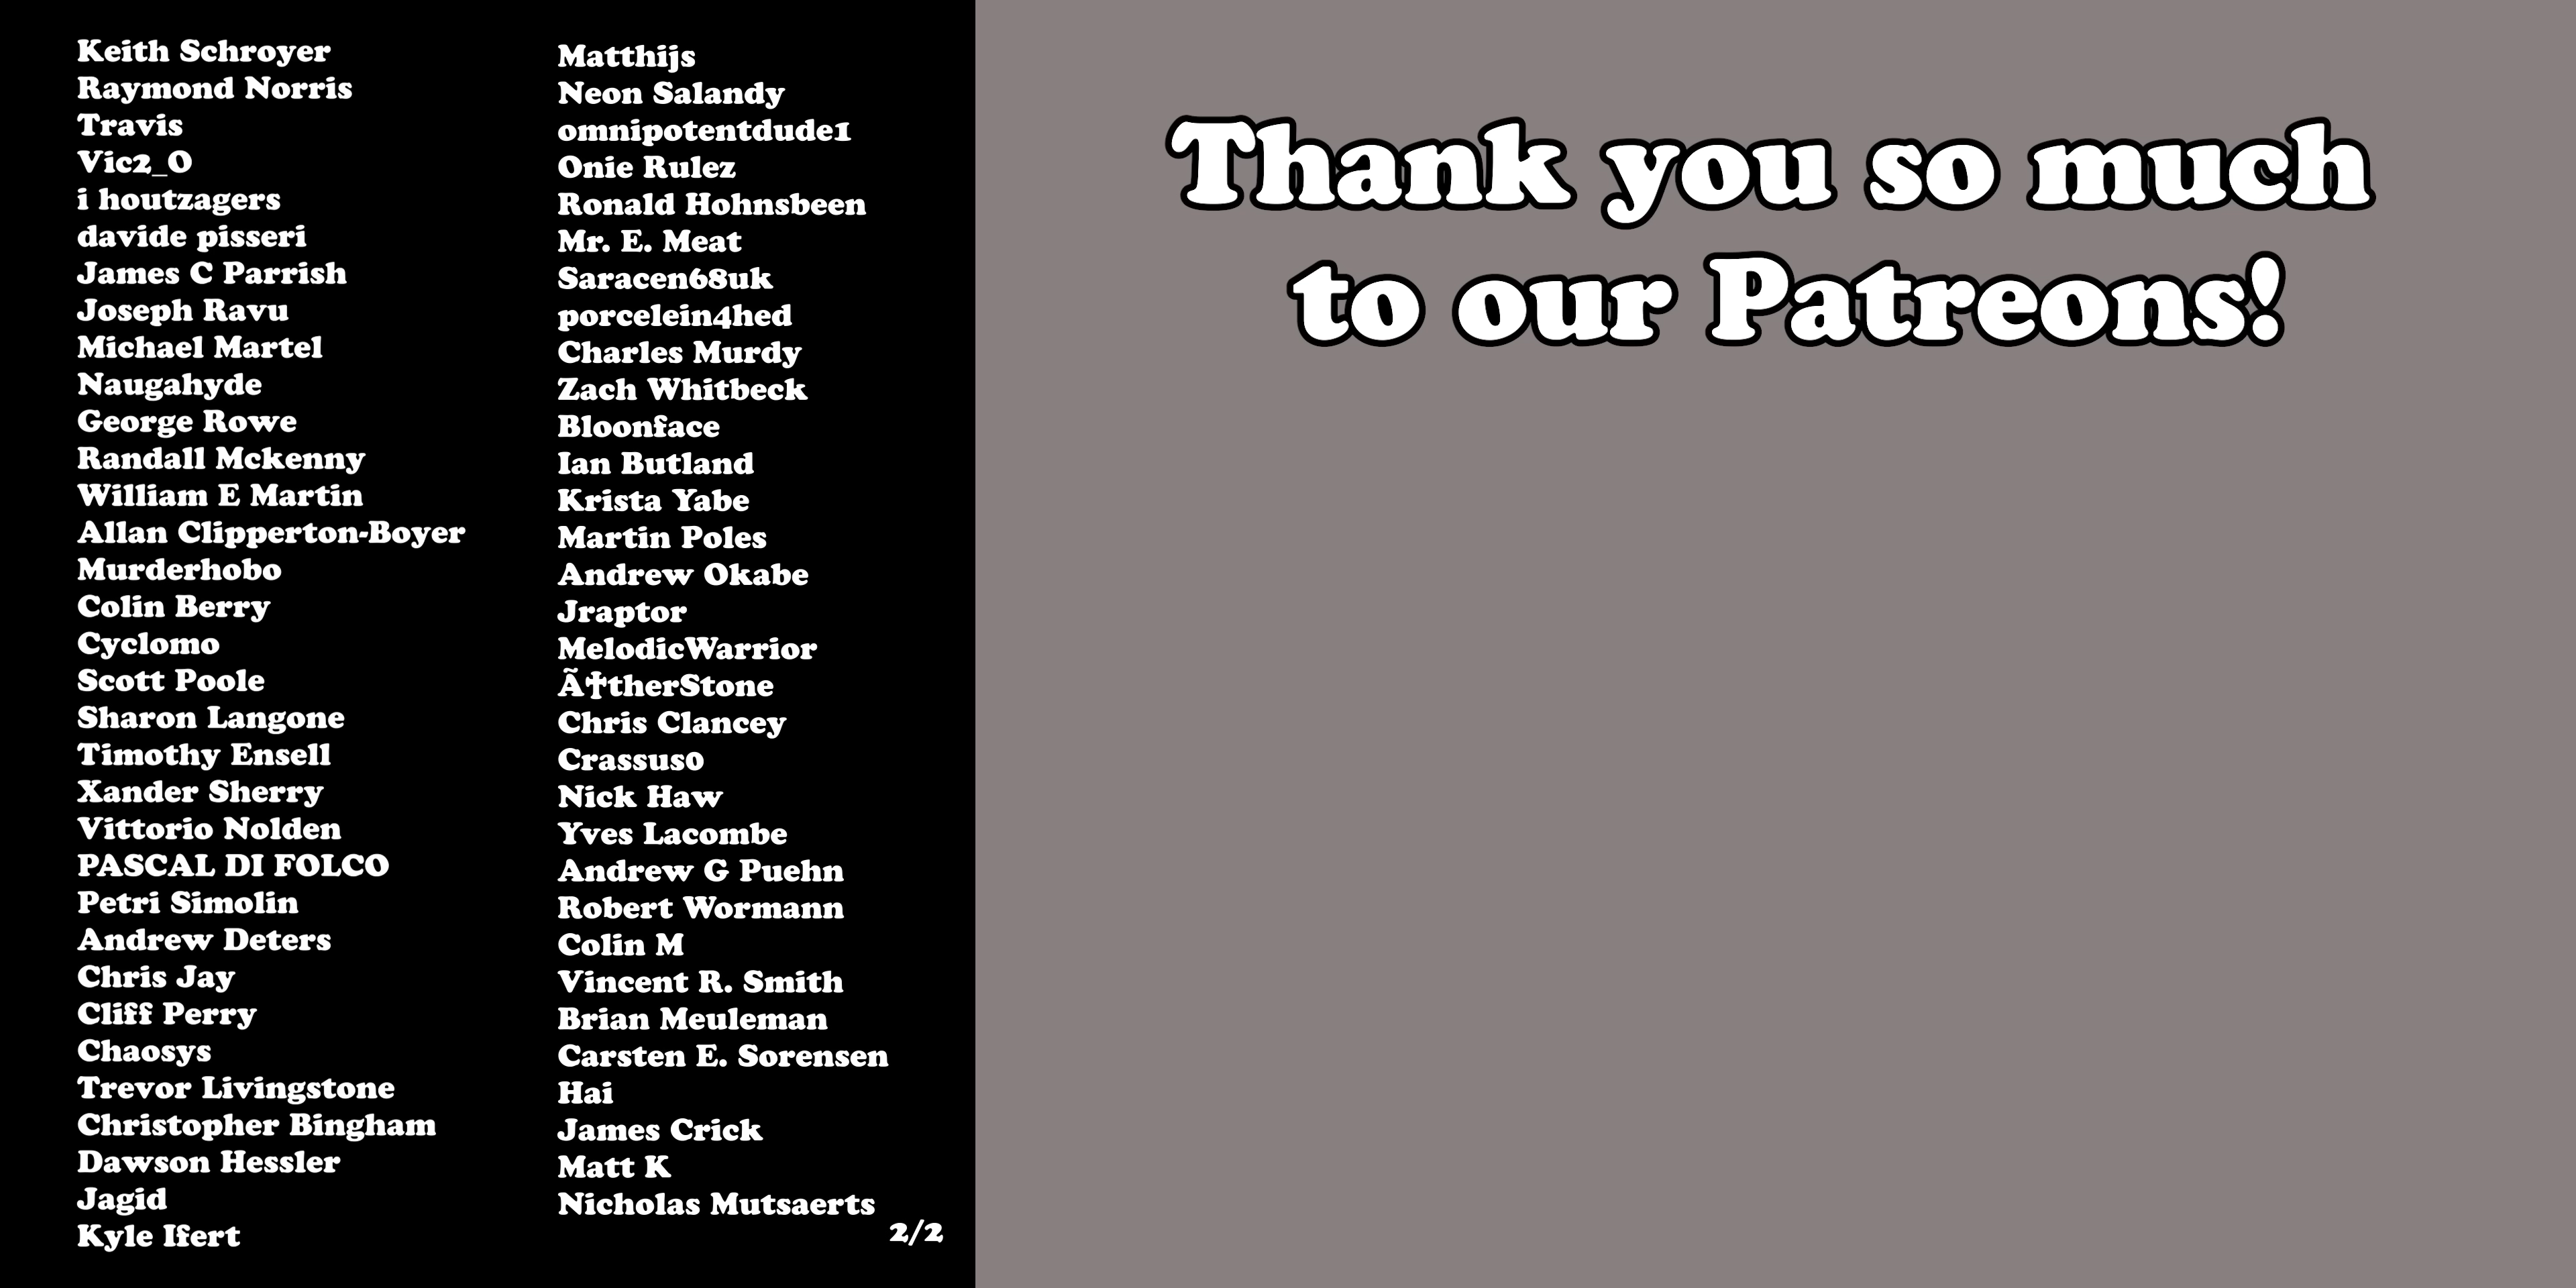 Keith Schroyer
Raymond Norris
Travis
Vic2_O
i houtzagers
davide pisseri
James C Parrish
Joseph Ravu
Michael Martel
Naugahyde
George Rowe
Randall Mckenny
William E Martin
Allan Clipperton-Boyer
Murderhobo
Colin Berry
Cyclomo
Scott Poole
Sharon Langone
Timothy Ensell
Xander Sherry
Vittorio Nolden
PASCAL DI FOLCO
Petri Simolin
Andrew Deters
Chris Jay
Cliff Perry
Chaosys
Trevor Livingstone
Christopher Bingham
Dawson Hessler
Jagid
Kyle Ifert
Matthijs
Neon Salandy
omnipotentdude1
Onie Rulez
Ronald Hohnsbeen
Mr. E. Meat
Saracen68uk
porcelein4hed
Charles Murdy
Zach Whitbeck
Bloonface
Ian Butland
Krista Yabe
Martin Poles
Andrew Okabe
Jraptor
MelodicWarrior
Ã†therStone
Chris Clancey
Crassus0
Nick Haw
Yves Lacombe
Andrew G Puehn
Robert Wormann
Colin M
Vincent R. Smith
Brian Meuleman
Carsten E. Sorensen
Hai
James Crick
Matt K
Nicholas Mutsaerts
2/2
Thank you so much
to our Patreons!